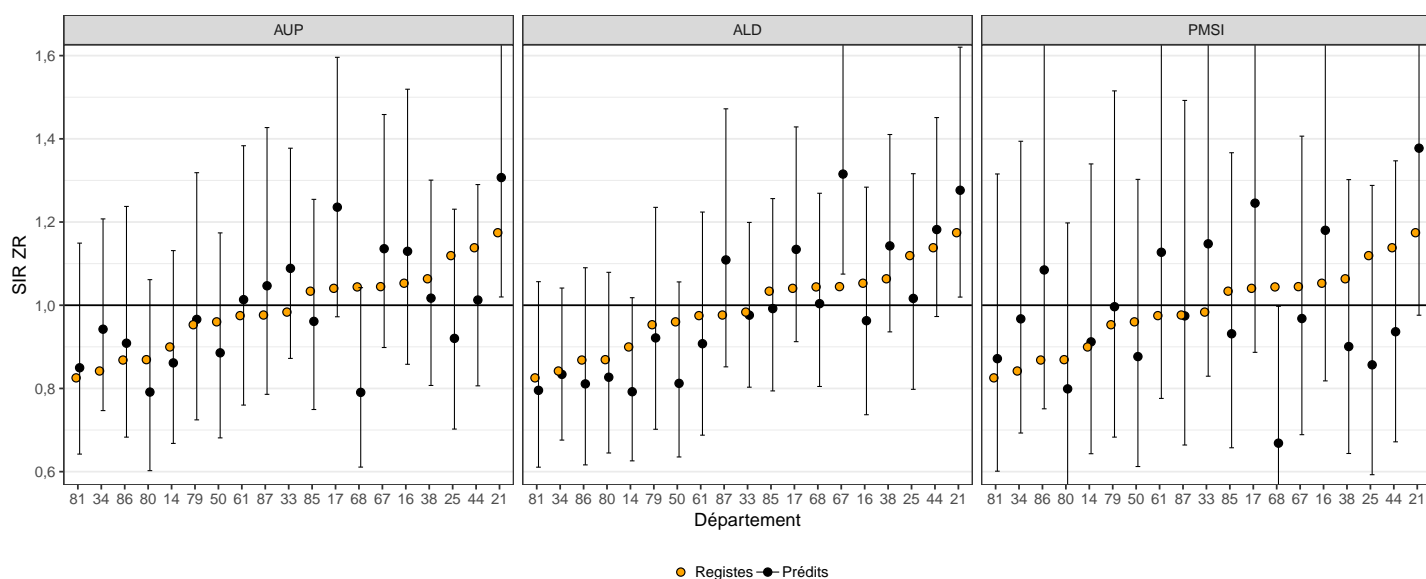 AUP ALD PMSI
1,6
1,4
1,2
1,0
0,8
0,6
SIR ZR
81 34 86 80 14 79 50 61 87 33 85 17 68 67 16 38 25 44 21 81 34 86 80 14 79 50 61 87 33 85 17 68 67 16 38 25 44 21 81 34 86 80 14 79 50 61 87 33 85 17 68 67 16 38 25 44 21
Département
Registes Prédits